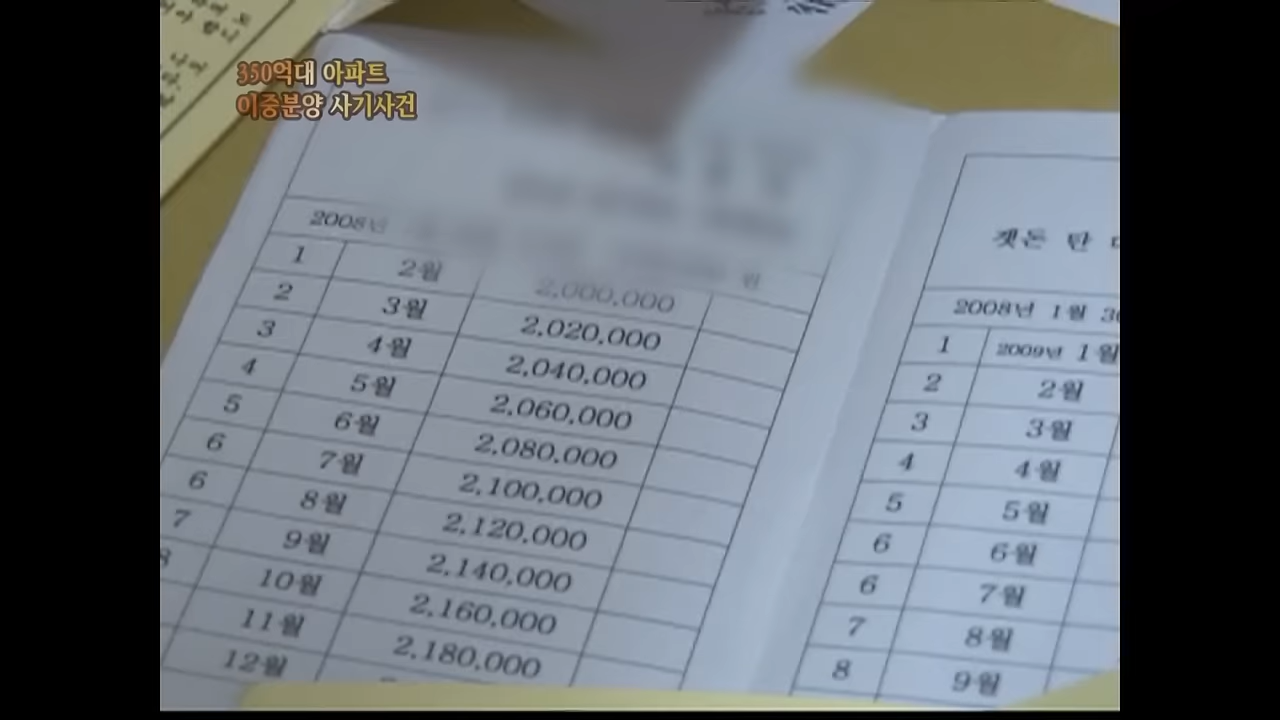 350억대 아파트
이중분양 사기사건
2008년
원
1 2월 2,000,000
2 3월 2,020,000
3 4월 2,040,000
4 5월 2,060,000
5 6월 2,080,000
6 7월 2,100,000
6 8월 2,120,000
7 9월 2,140,000
8 10월 2,160,000
11월 2,180,000
12월
곗돈 탄
2008년 1월
1 2009년 1월
2 2월
3 3월
4 4월
5 5월
6 6월
6 7월
7 8월
8 9월